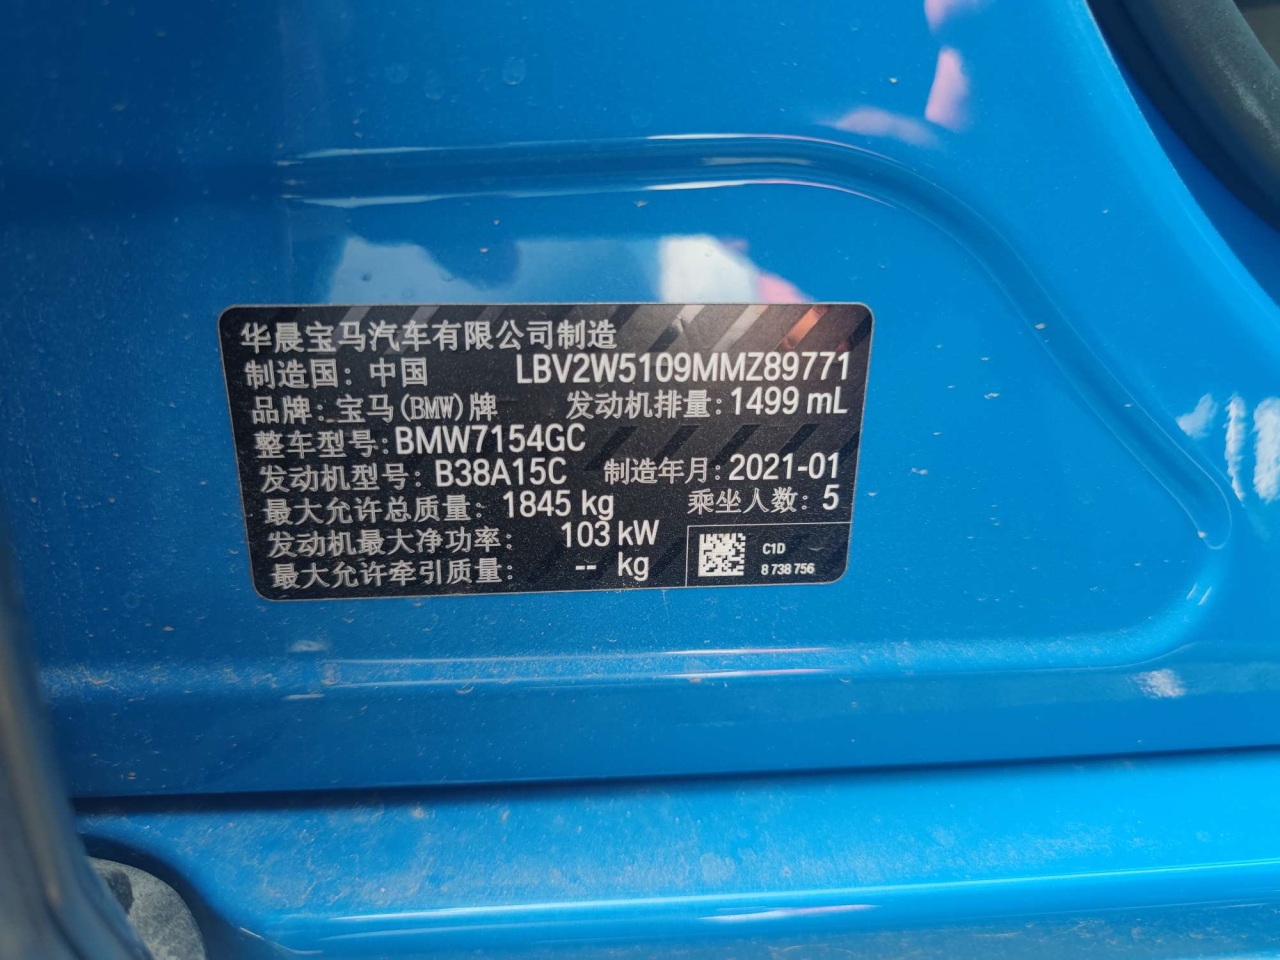 华晨宝马汽车有限公司制造
制造国：中国 LBV2W5109MMZ89771
品牌：宝马(BMW)牌 发动机排量：1499 mL
整车型号：BMW7154GC
发动机型号：B38A15C 制造年月：2021-01
最大允许总质量：1845 kg 乘坐人数：5
发动机最大净功率：103 kW
最大允许牵引质量：-- kg
C1D
8 738 756